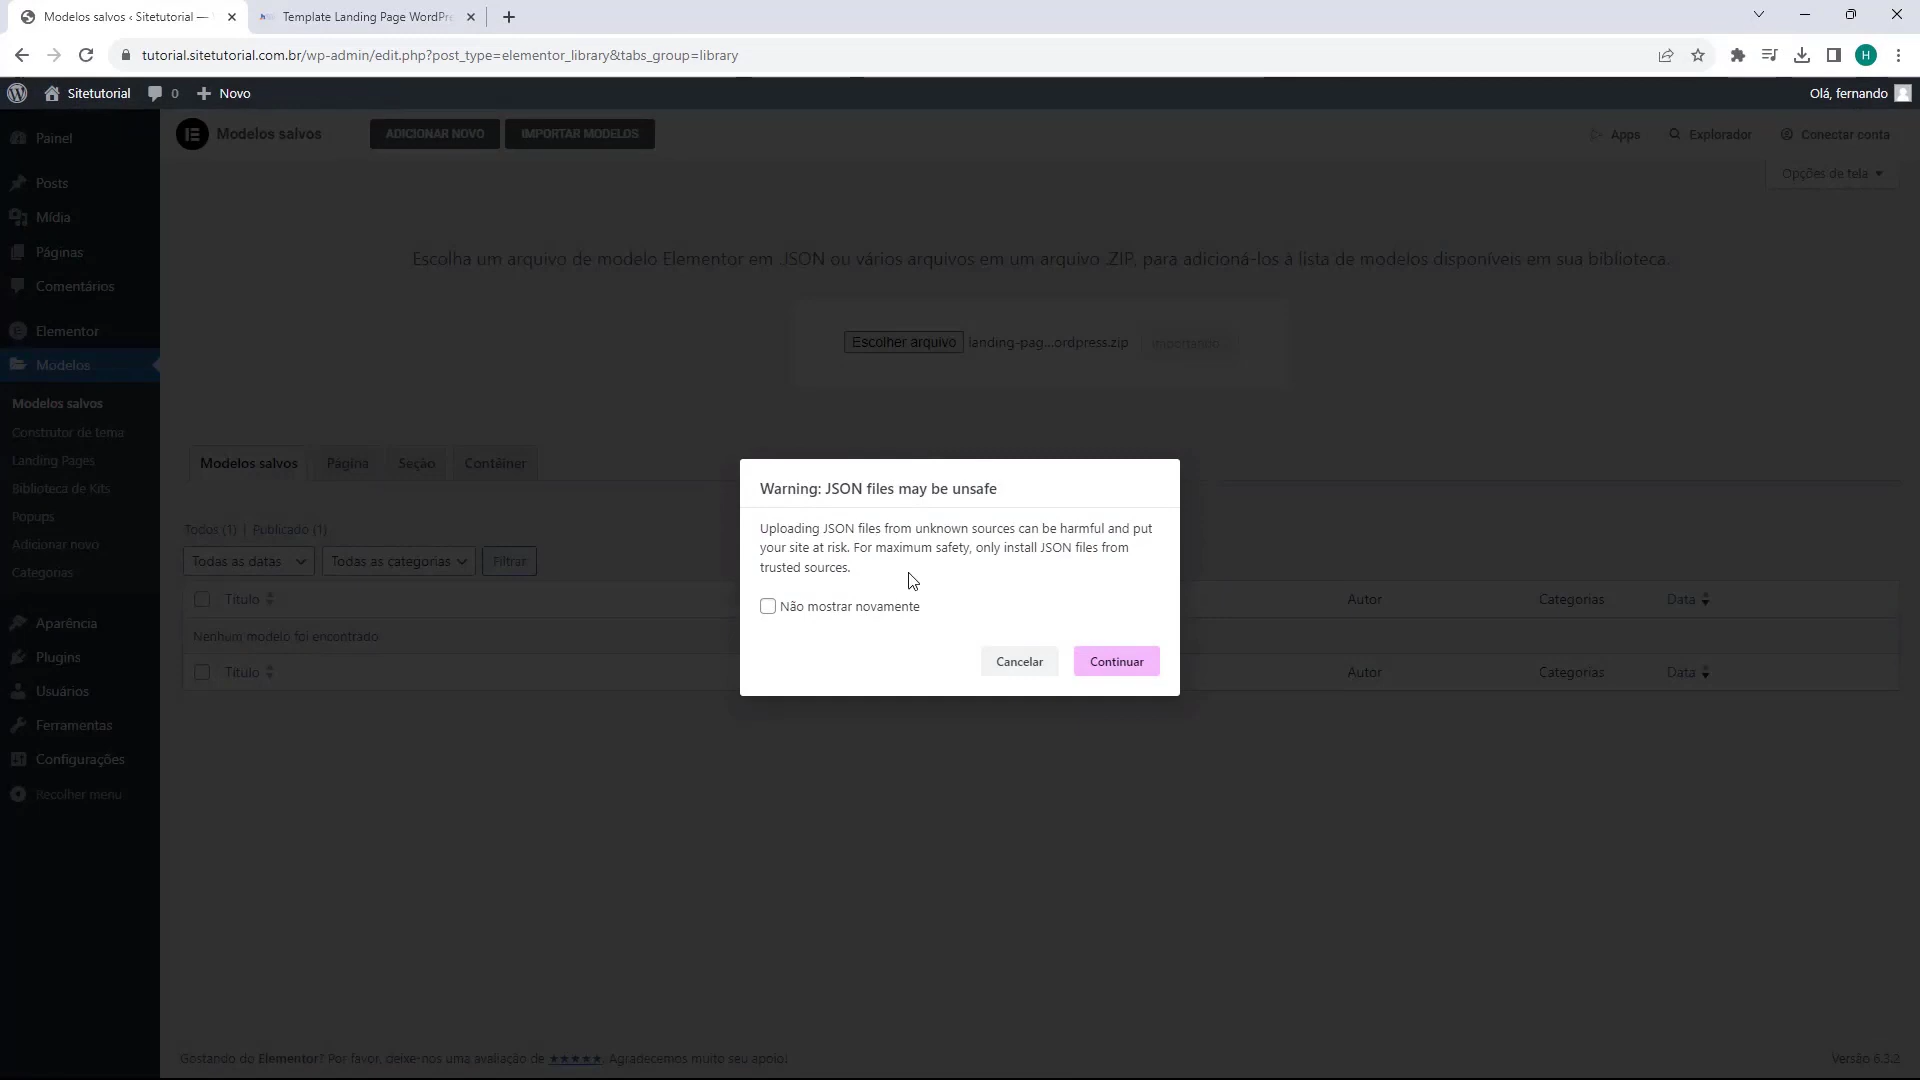 Modelos salvos ‹ Sitetutorial —
Template Landing Page WordPre
tutorial.sitetutorial.com.br/wp-admin/edit.php?post_type=elementor_library&tabs_group=library
H
Sitetutorial
0
Novo
Olá, fernando
Painel
Posts
Mídia
Páginas
Comentários
Elementor
Modelos
Modelos salvos
Construtor de tema
Landing Pages
Biblioteca de Kits
Popups
Adicionar novo
Categorias
Aparência
Plugins
Usuários
Ferramentas
Configurações
Recolher menu
Modelos salvos
ADICIONAR NOVO
IMPORTAR MODELOS
Apps
Explorador
Conectar conta
Opções de tela
Escolha um arquivo de modelo Elementor em .JSON ou vários arquivos em um arquivo .ZIP, para adicioná-los à lista de modelos disponíveis em sua biblioteca.
Escolher arquivo landing-pag...ordpress.zip
Importando...
Modelos salvos
Página
Seção
Contêiner
Todos (1) | Publicado (1)
Todas as datas
Todas as categorias
Filtrar
Título
Autor
Categorias
Data
Nenhum modelo foi encontrado
Título
Autor
Categorias
Data
Warning: JSON files may be unsafe
Uploading JSON files from unknown sources can be harmful and put
your site at risk. For maximum safety, only install JSON files from
trusted sources.
Não mostrar novamente
Cancelar
Continuar
Gostando do Elementor? Por favor, deixe-nos uma avaliação de ★★★★★. Agradecemos muito seu apoio!
Versão 6.3.2